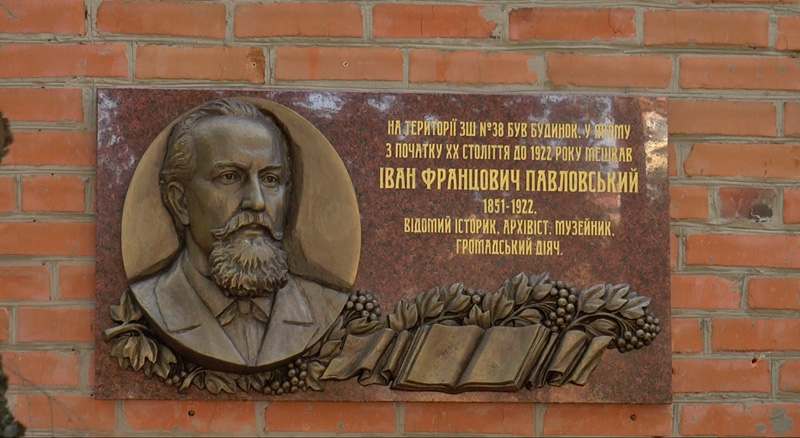 НА ТЕРИТОРІЇ ЗШ №38 БУВ БУДИНОК, У ЯКОМУ
З ПОЧАТКУ ХХ СТОЛІТТЯ ДО 1922 РОКУ МЕШКАВ
ІВАН ФРАНЦОВИЧ ПАВЛОВСЬКИЙ
1851-1922.
ВІДОМИЙ ІСТОРИК, АРХІВІСТ, МУЗЕЙНИК,
ГРОМАДСЬКИЙ ДІЯЧ.